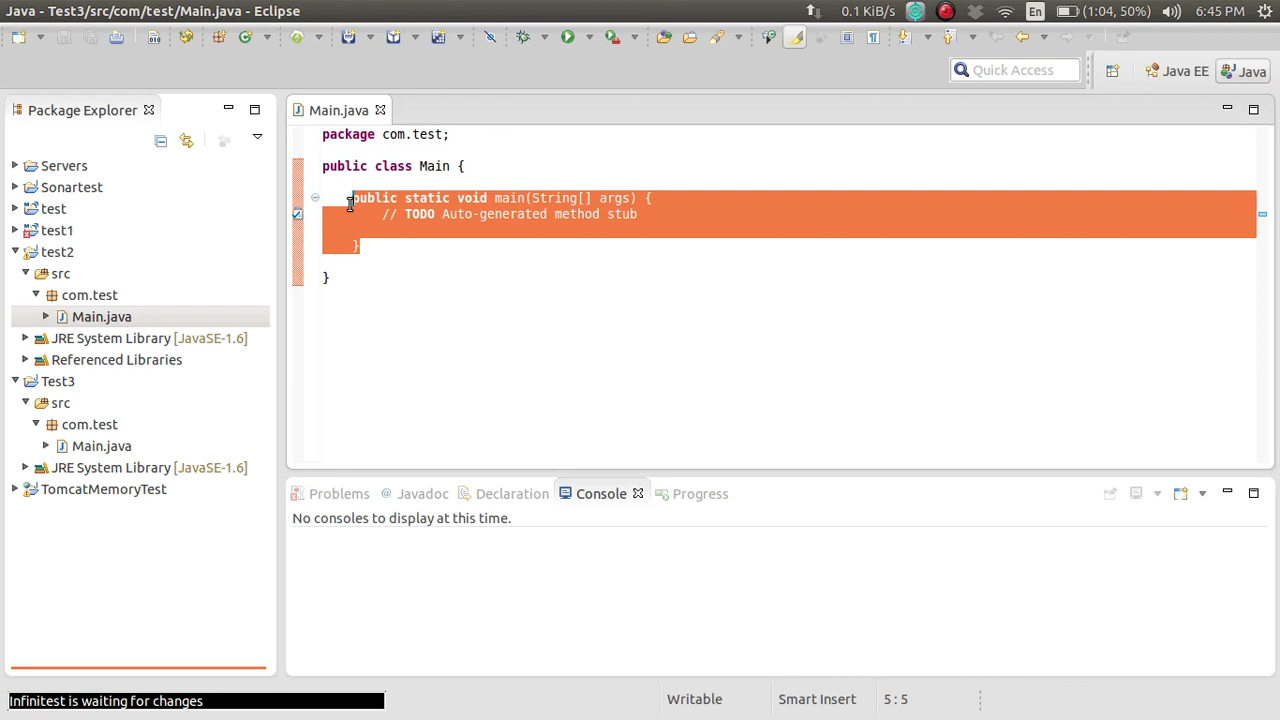 Java - Test3/src/com/test/Main.java - Eclipse
0.1 KiB/s
En
(1:04, 50%)
6:45 PM
Quick Access
Java EE
Java
Package Explorer
Servers
Sonartest
test
test1
test2
src
com.test
Main.java
JRE System Library [JavaSE-1.6]
Referenced Libraries
Test3
src
com.test
Main.java
JRE System Library [JavaSE-1.6]
TomcatMemoryTest
Main.java
package com.test;
public class Main {
public static void main(String[] args) {
// TODO Auto-generated method stub
}
}
Problems
@ Javadoc
Declaration
Console
Progress
No consoles to display at this time.
Infinitest is waiting for changes
Writable
Smart Insert
5 : 5